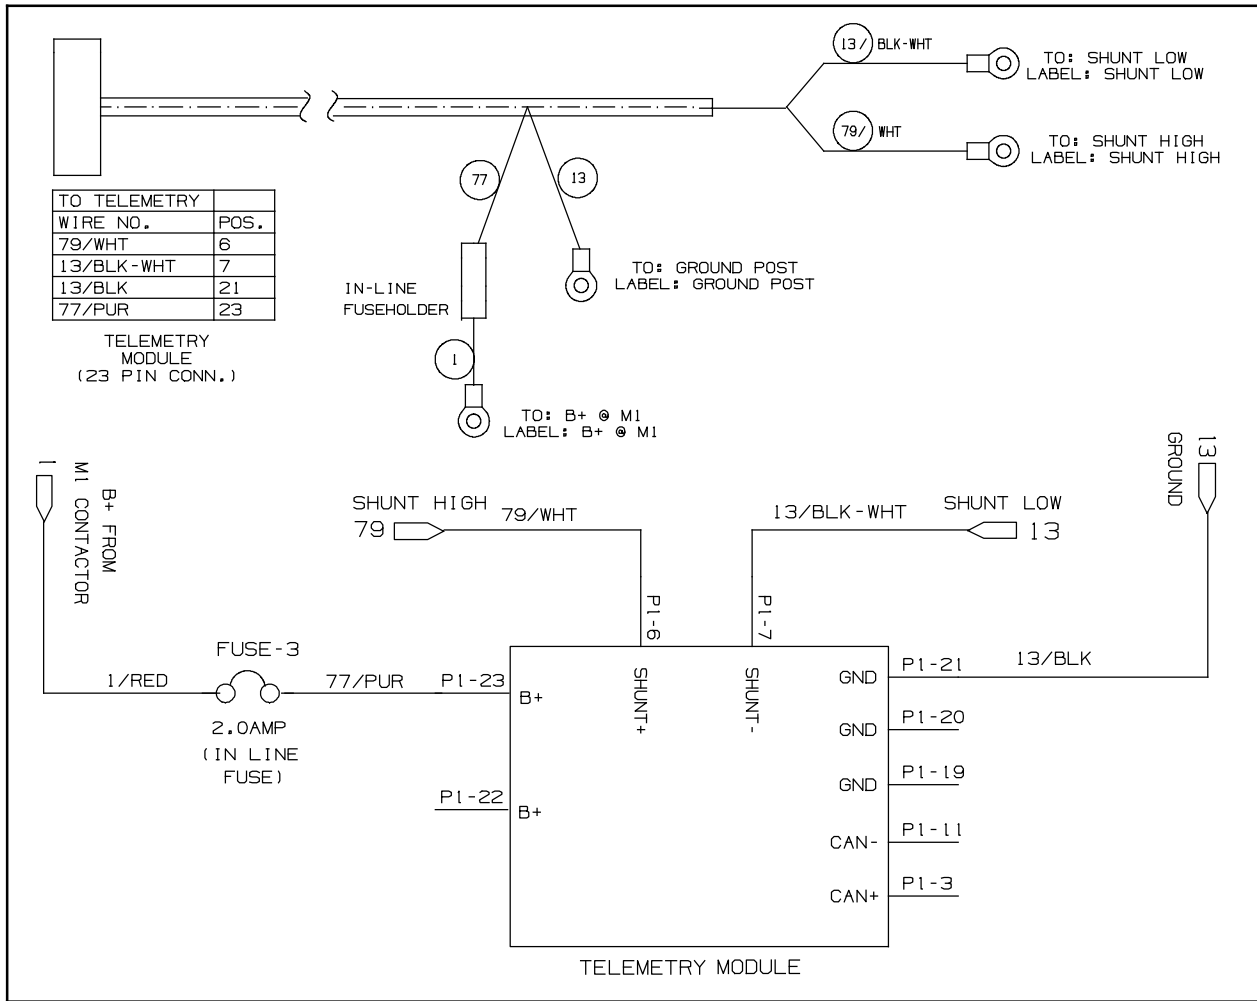 13/ BLK-WHT
TO: SHUNT LOW
LABEL: SHUNT LOW
79/ WHT
TO: SHUNT HIGH
LABEL: SHUNT HIGH
77
13
TO TELEMETRY
WIRE NO. POS.
79/WHT 6
13/BLK-WHT 7
13/BLK 21
77/PUR 23
TELEMETRY
MODULE
(23 PIN CONN.)
IN-LINE
FUSEHOLDER
TO: GROUND POST
LABEL: GROUND POST
1
TO: B+ @ M1
LABEL: B+ @ M1
1
B+ FROM
M1 CONTACTOR
SHUNT HIGH
79
79/WHT
13/BLK-WHT
SHUNT LOW
13
13
GROUND
P1-6
P1-7
FUSE-3
1/RED
77/PUR
2.0AMP
(IN LINE
FUSE)
P1-23
B+
P1-22
B+
SHUNT+
SHUNT-
GND
P1-21
13/BLK
GND
P1-20
GND
P1-19
CAN-
P1-11
CAN+
P1-3
TELEMETRY MODULE